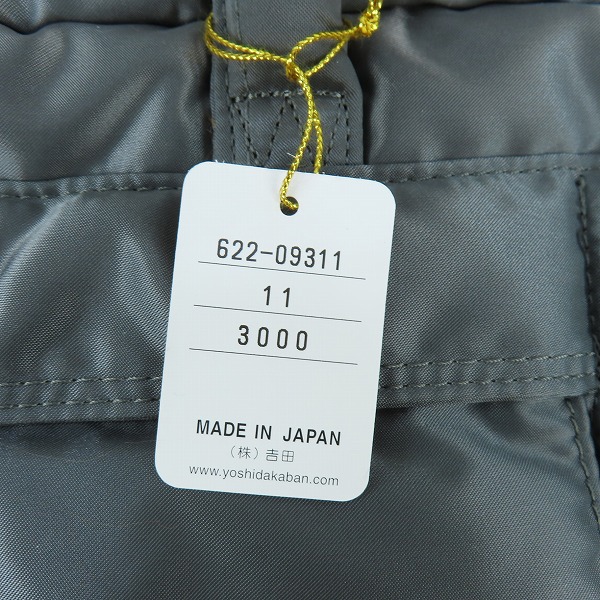 622-09311
11
3000
MADE IN JAPAN
(株)吉田
www.yoshidakaban.com